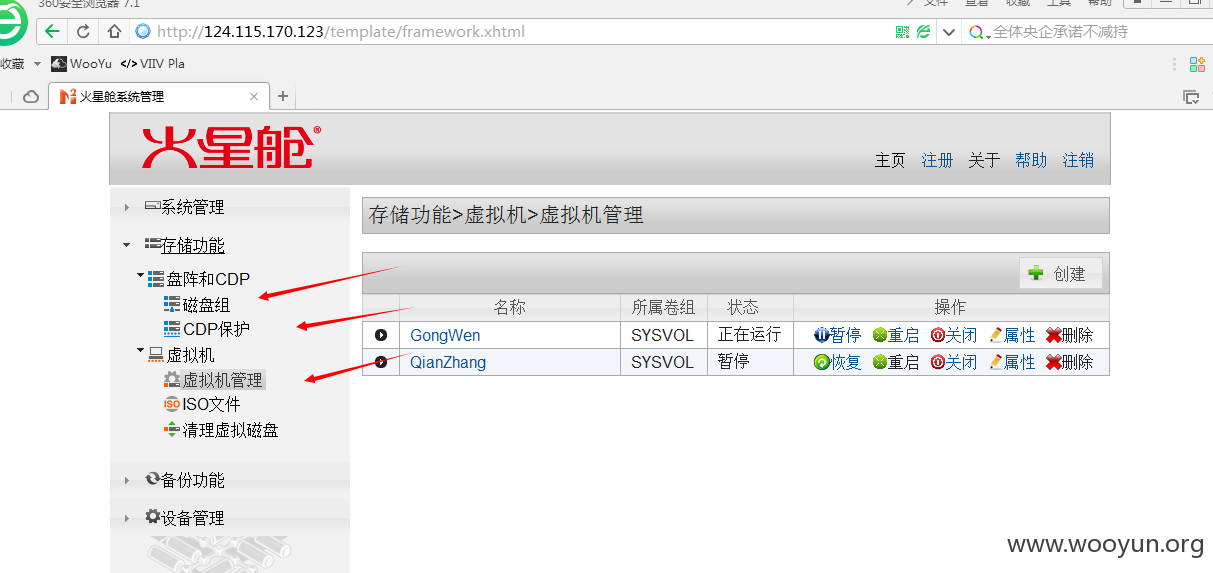 360安全浏览器 7.1
文件 查看 收藏 工具 帮助
http://124.115.170.123/template/framework.xhtml
全体央企承诺不减持
收藏 WooYu </> VIIV Pla
火星舱系统管理
火星舱®
主页 注册 关于 帮助 注销
系统管理
存储功能
盘阵和CDP
磁盘组
CDP保护
虚拟机
虚拟机管理
ISO文件
清理虚拟磁盘
备份功能
设备管理
存储功能>虚拟机>虚拟机管理
创建
名称 所属卷组 状态 操作
GongWen SYSVOL 正在运行 暂停 重启 关闭 属性 删除
QianZhang SYSVOL 暂停 恢复 重启 关闭 属性 删除
www.wooyun.org